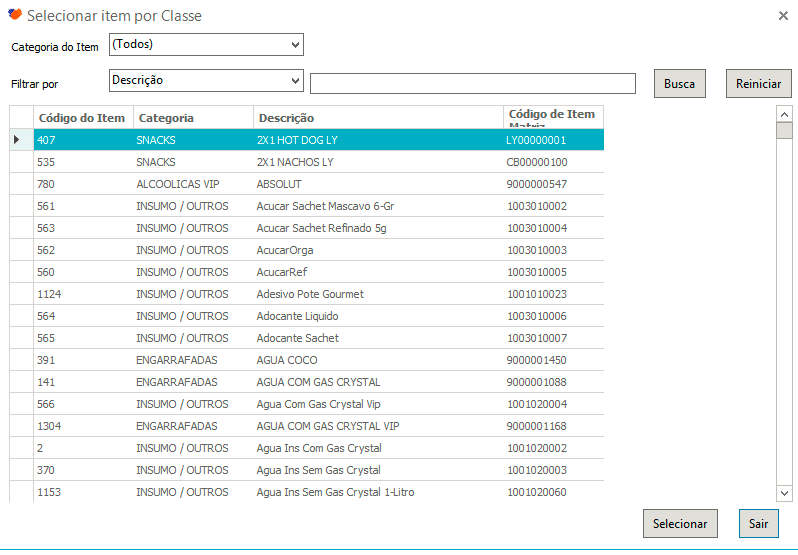 Selecionar item por Classe
Categoria do Item (Todos)
Filtrar por Descrição Busca Reiniciar
Código do Item Categoria Descrição Código de Item Matriz
407 SNACKS 2X1 HOT DOG LY LY00000001
535 SNACKS 2X1 NACHOS LY CB00000100
780 ALCOOLICAS VIP ABSOLUT 9000000547
561 INSUMO / OUTROS Acucar Sachet Mascavo 6-Gr 1003010002
563 INSUMO / OUTROS Acucar Sachet Refinado 5g 1003010004
562 INSUMO / OUTROS AcucarOrga 1003010003
560 INSUMO / OUTROS AcucarRef 1003010005
1124 INSUMO / OUTROS Adesivo Pote Gourmet 1001010023
564 INSUMO / OUTROS Adocante Liquido 1003010006
565 INSUMO / OUTROS Adocante Sachet 1003010007
391 ENGARRAFADAS AGUA COCO 9000001450
141 ENGARRAFADAS AGUA COM GAS CRYSTAL 9000001088
566 INSUMO / OUTROS Agua Com Gas Crystal Vip 1001020004
1304 ENGARRAFADAS AGUA COM GAS CRYSTAL VIP 9000001168
2 INSUMO / OUTROS Agua Ins Com Gas Crystal 1001020002
370 INSUMO / OUTROS Agua Ins Sem Gas Crystal 1001020003
1153 INSUMO / OUTROS Agua Ins Sem Gas Crystal 1-Litro 1001020060
Selecionar Sair